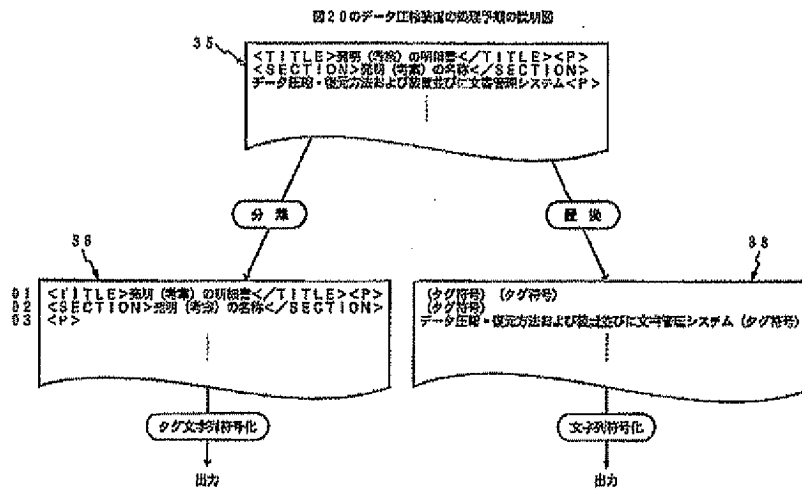 図20のデータ圧縮装置の処理手順の説明図
35
<TITLE>発明（考案）の明細書</TITLE><P>
<SECTION>発明（考案）の名称</SECTION>
データ圧縮・復元方法および装置並びに文書管理システム<P>
分離
置換
36
38
01 <TITLE>発明（考案）の明細書</TITLE><P>
02 <SECTION>発明（考案）の名称</SECTION>
03 <P>
（タグ符号）（タグ符号）
（タグ符号）
データ圧縮・復元方法および装置並びに文書管理システム（タグ符号）
タグ文字列符号化
文字列符号化
出力
出力